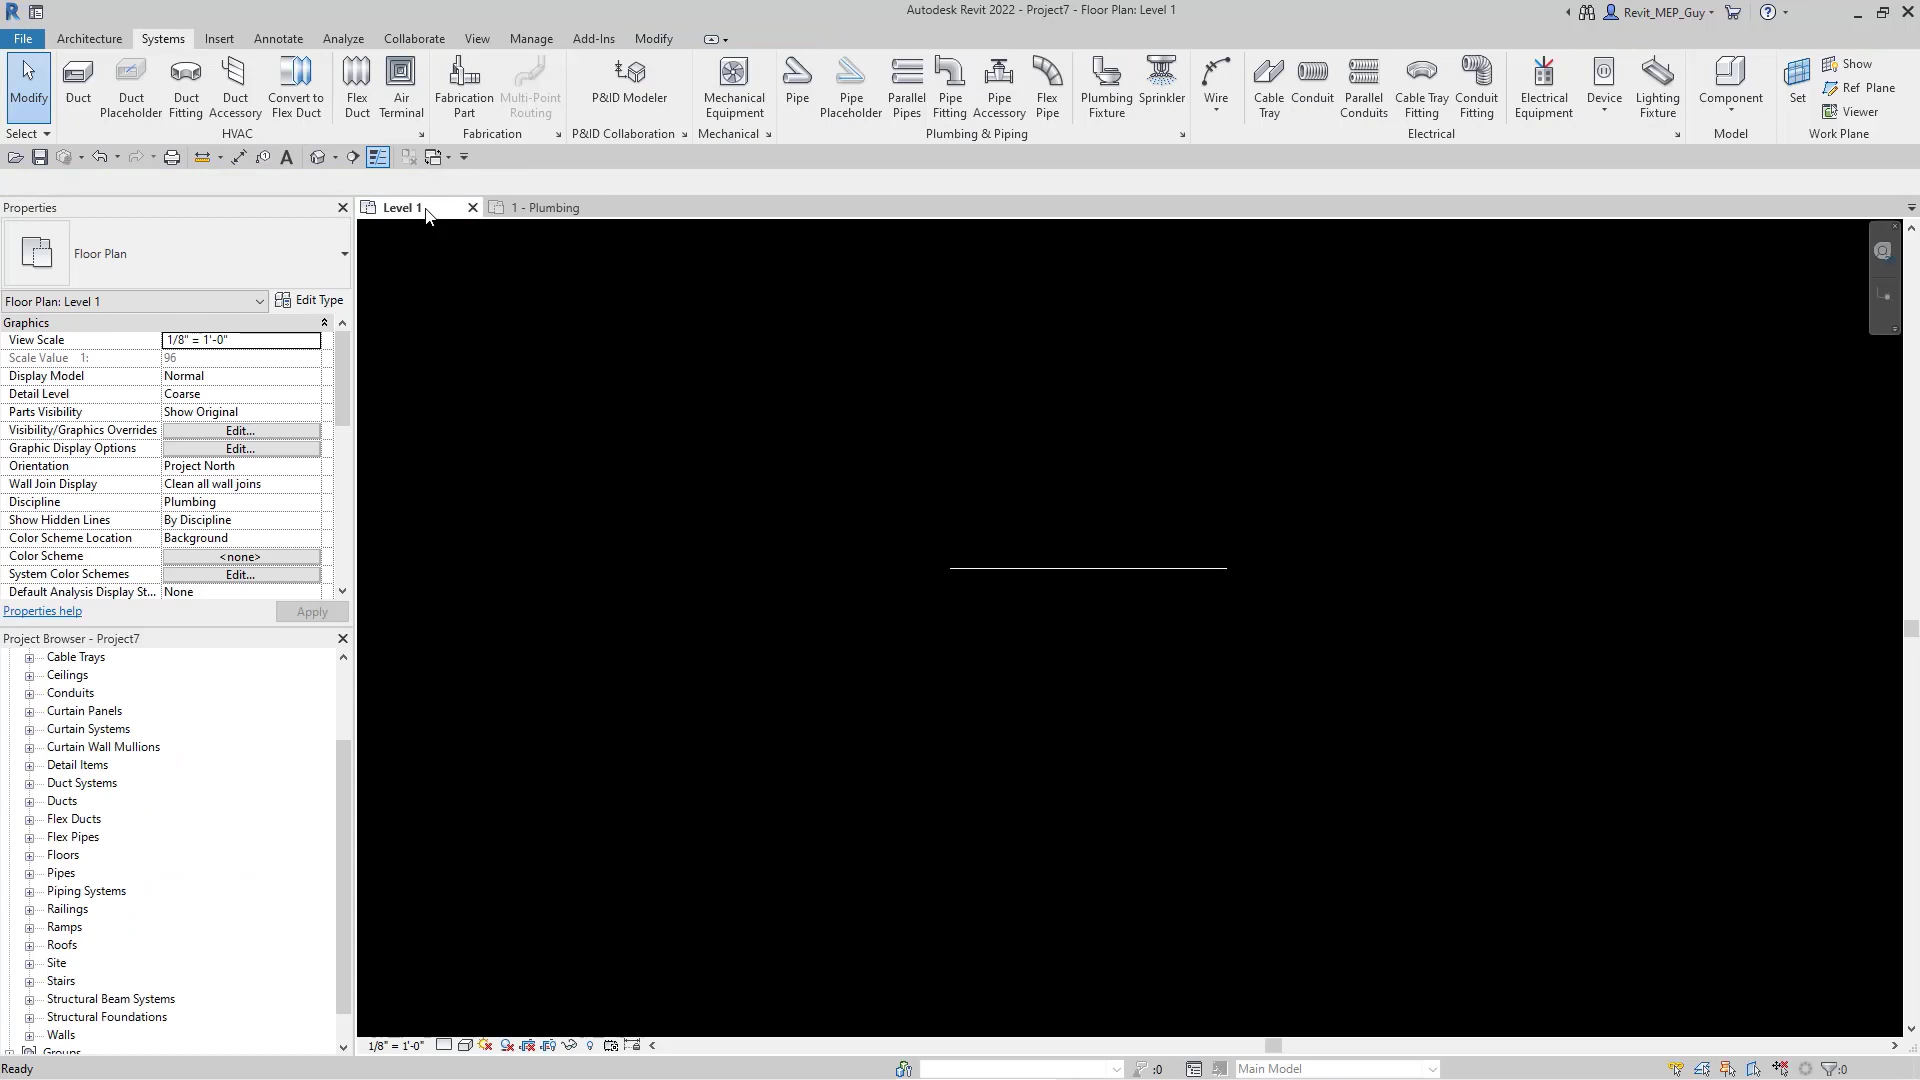 Autodesk Revit 2022 - Project7 - Floor Plan: Level 1
Revit_MEP_Guy
File
Architecture
Systems
Insert
Annotate
Analyze
Collaborate
View
Manage
Add-Ins
Modify
Modify
Select
Duct
Duct
Placeholder
Duct
Fitting
Duct
Accessory
Convert to
Flex Duct
Flex
Duct
Air
Terminal
HVAC
Fabrication
Part
Multi-Point
Routing
Fabrication
P&ID Modeler
P&ID Collaboration
Mechanical
Equipment
Mechanical
Pipe
Pipe
Placeholder
Parallel
Pipes
Pipe
Fitting
Pipe
Accessory
Flex
Pipe
Plumbing
Fixture
Sprinkler
Plumbing & Piping
Wire
Cable
Tray
Conduit
Parallel
Conduits
Cable Tray
Fitting
Conduit
Fitting
Electrical
Equipment
Device
Lighting
Fixture
Electrical
Component
Model
Set
Show
Ref Plane
Viewer
Work Plane
Properties
Level 1
1 - Plumbing
Floor Plan
Floor Plan: Level 1
Edit Type
Graphics
View Scale 1/8" = 1'-0"
Scale Value 1: 96
Display Model Normal
Detail Level Coarse
Parts Visibility Show Original
Visibility/Graphics Overrides Edit...
Graphic Display Options Edit...
Orientation Project North
Wall Join Display Clean all wall joins
Discipline Plumbing
Show Hidden Lines By Discipline
Color Scheme Location Background
Color Scheme <none>
System Color Schemes Edit...
Default Analysis Display St... None
Properties help
Apply
Project Browser - Project7
Cable Trays
Ceilings
Conduits
Curtain Panels
Curtain Systems
Curtain Wall Mullions
Detail Items
Duct Systems
Ducts
Flex Ducts
Flex Pipes
Floors
Pipes
Piping Systems
Railings
Ramps
Roofs
Site
Stairs
Structural Beam Systems
Structural Foundations
Walls
Groups
1/8" = 1'-0"
Ready
:0
Main Model
:0